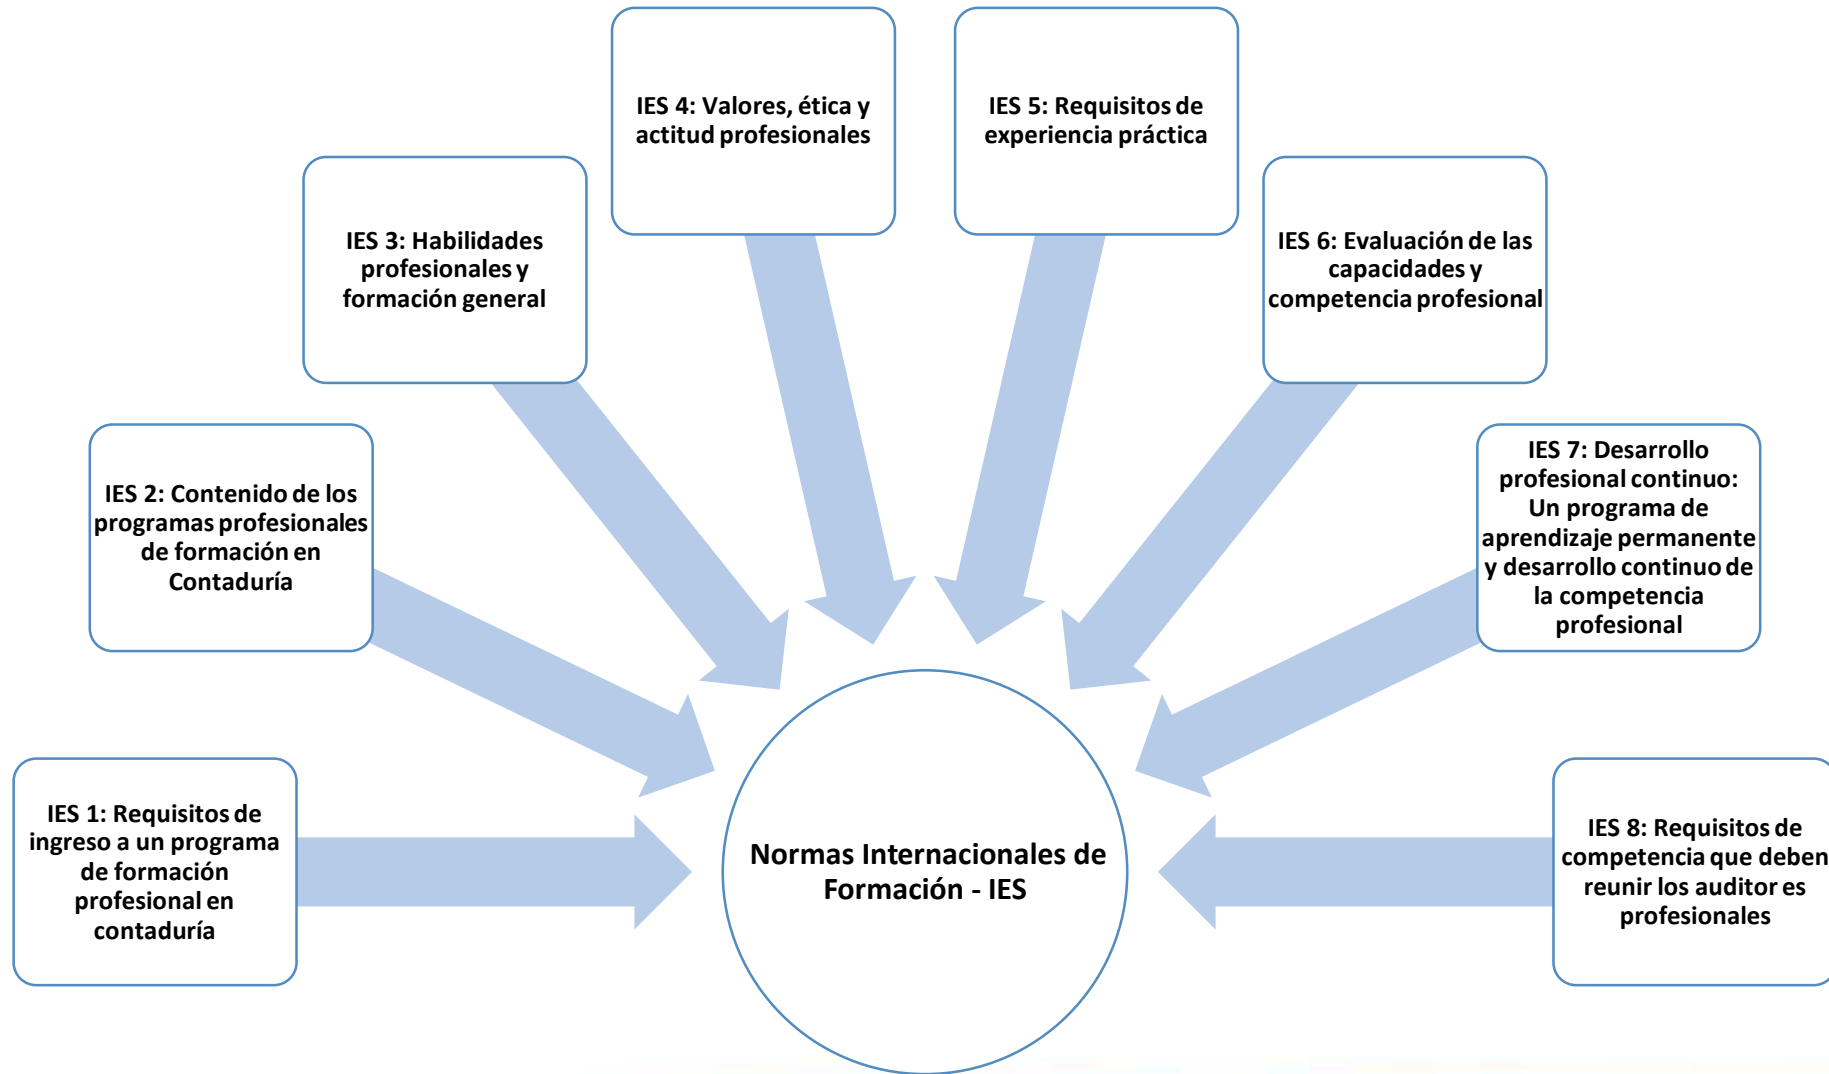 IES 1: Requisitos de
ingreso a un programa
de formación
profesional en
contaduría
IES 2: Contenido de los
programas profesionales
de formación en
Contaduría
IES 3: Habilidades
profesionales y
formación general
IES 4: Valores, ética y
actitud profesionales
IES 5: Requisitos de
experiencia práctica
IES 6: Evaluación de las
capacidades y
competencia profesional
IES 7: Desarrollo
profesional continuo:
Un programa de
aprendizaje permanente
y desarrollo continuo de
la competencia
profesional
IES 8: Requisitos de
competencia que deben
reunir los auditor es
profesionales
Normas Internacionales de
Formación - IES